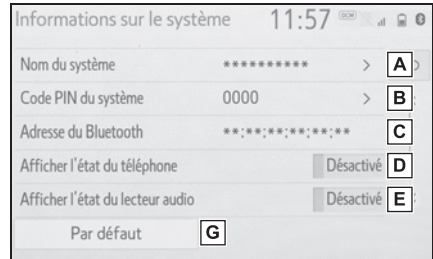 Informations sur le système 11:57 DCM
Nom du système ********** > A
Code PIN du système 0000 > B
Adresse du Bluetooth **:**:**:**:**:** C
Afficher l'état du téléphone Désactivé D
Afficher l'état du lecteur audio Désactivé E
Par défaut G